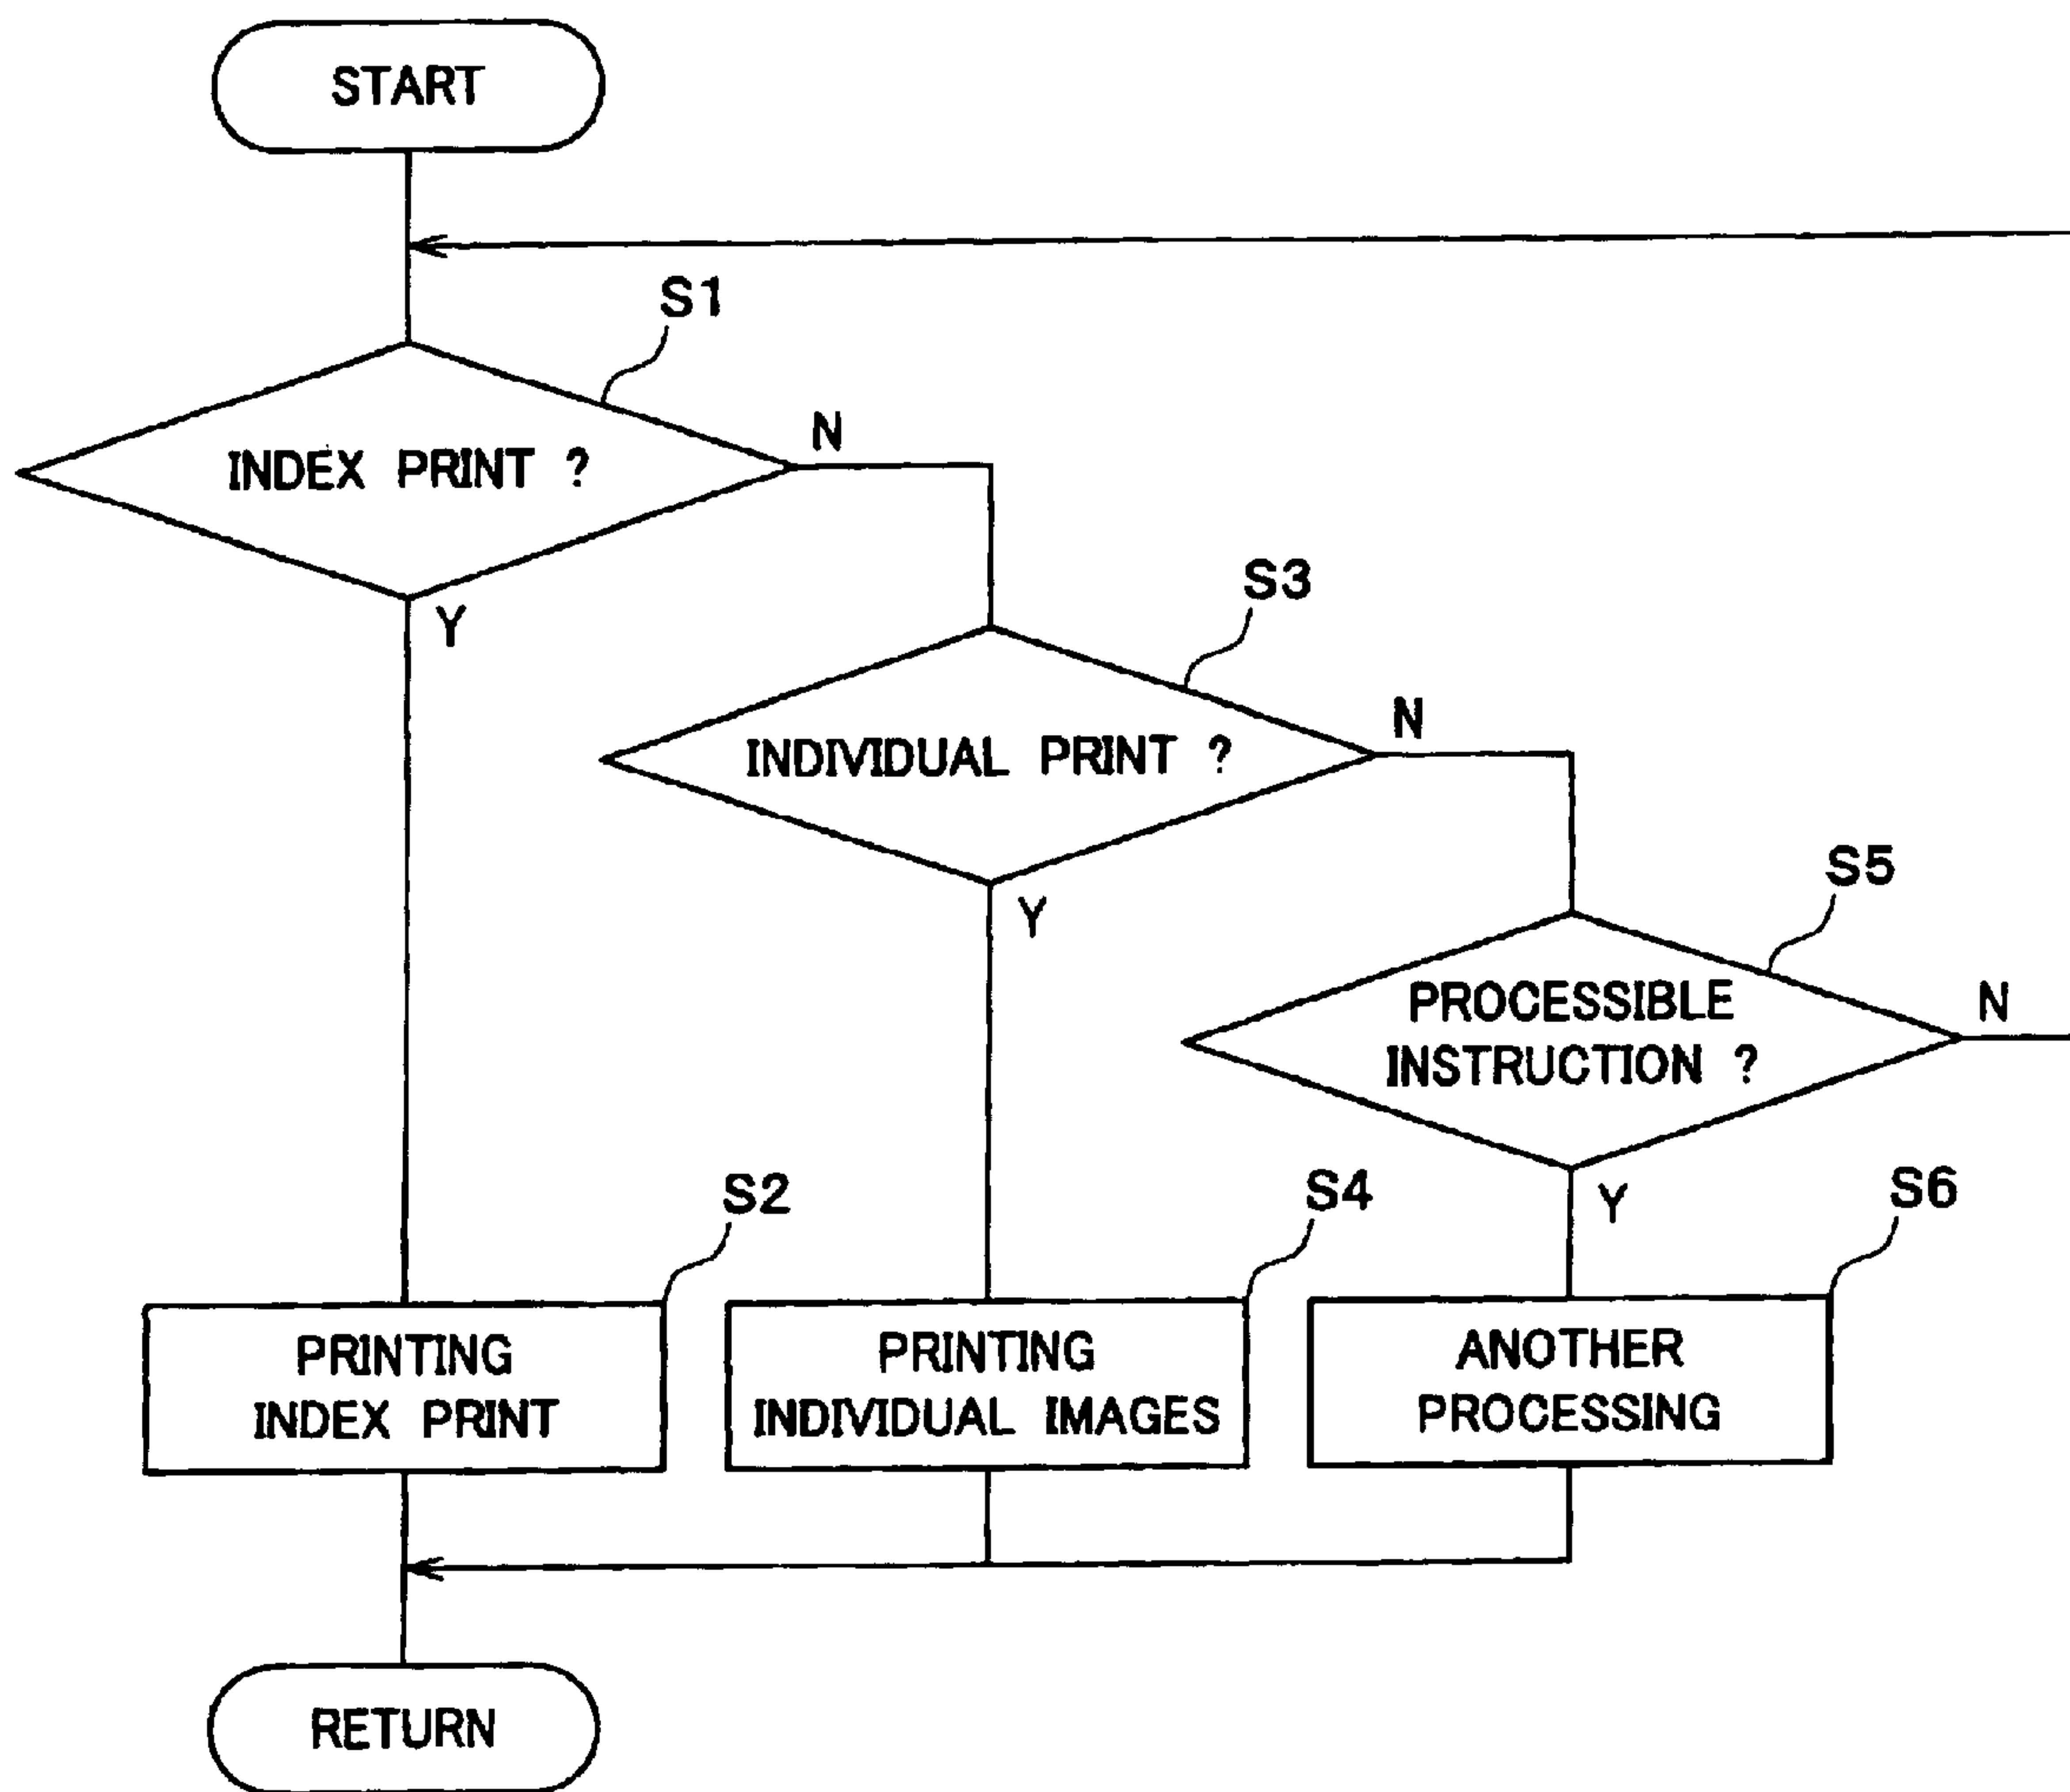 START
S1
INDEX PRINT ?
N
Y
S3
INDIVIDUAL PRINT ?
N
Y
S5
PROCESSIBLE
INSTRUCTION ?
N
Y
S2
PRINTING
INDEX PRINT
S4
PRINTING
INDIVIDUAL IMAGES
S6
ANOTHER
PROCESSING
RETURN